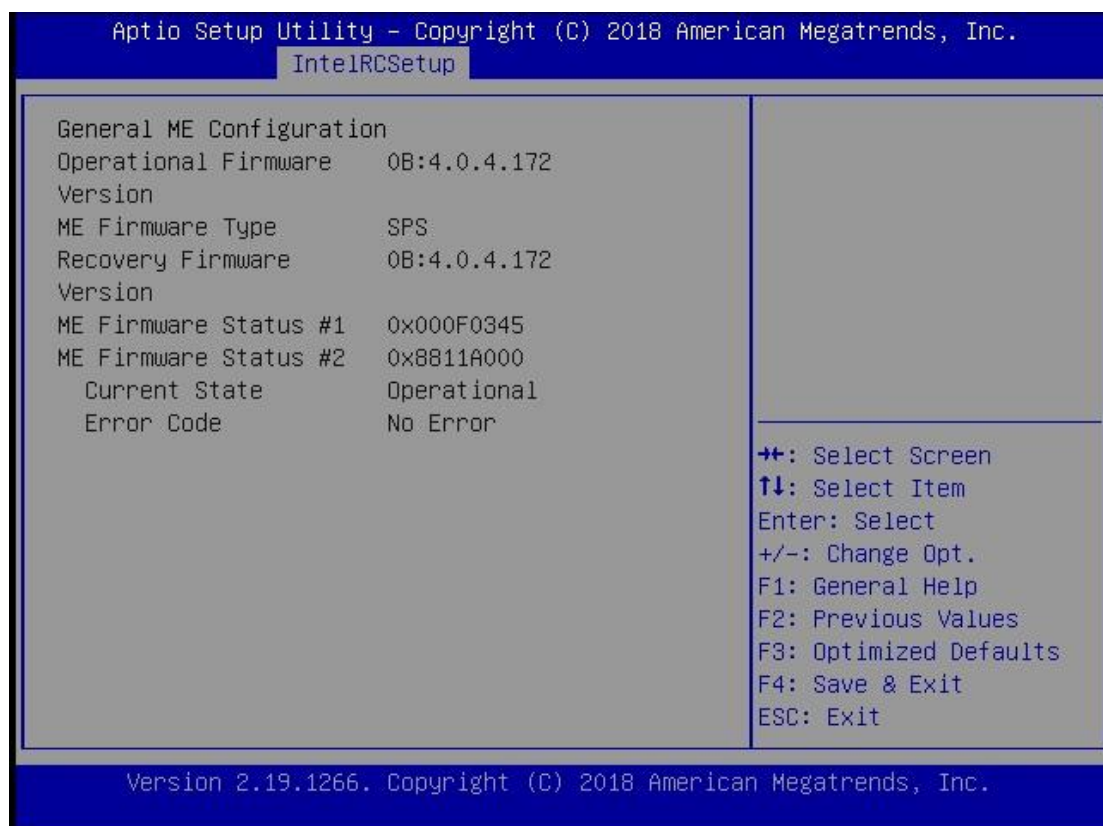 Aptio Setup Utility – Copyright (C) 2018 American Megatrends, Inc.
IntelRCSetup
General ME Configuration
Operational Firmware 0B:4.0.4.172
Version
ME Firmware Type SPS
Recovery Firmware 0B:4.0.4.172
Version
ME Firmware Status #1 0x000F0345
ME Firmware Status #2 0x8811A000
Current State Operational
Error Code No Error
→←: Select Screen
↑↓: Select Item
Enter: Select
+/-: Change Opt.
F1: General Help
F2: Previous Values
F3: Optimized Defaults
F4: Save & Exit
ESC: Exit
Version 2.19.1266. Copyright (C) 2018 American Megatrends, Inc.